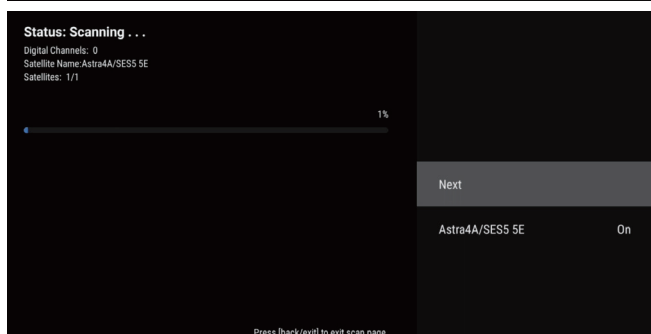 Status: Scanning . . .
Digital Channels: 0
Satellite Name:Astra4A/SES5 5E
Satellites: 1/1
1%
Next
Astra4A/SES5 5E On
Press [back/exit] to exit scan page